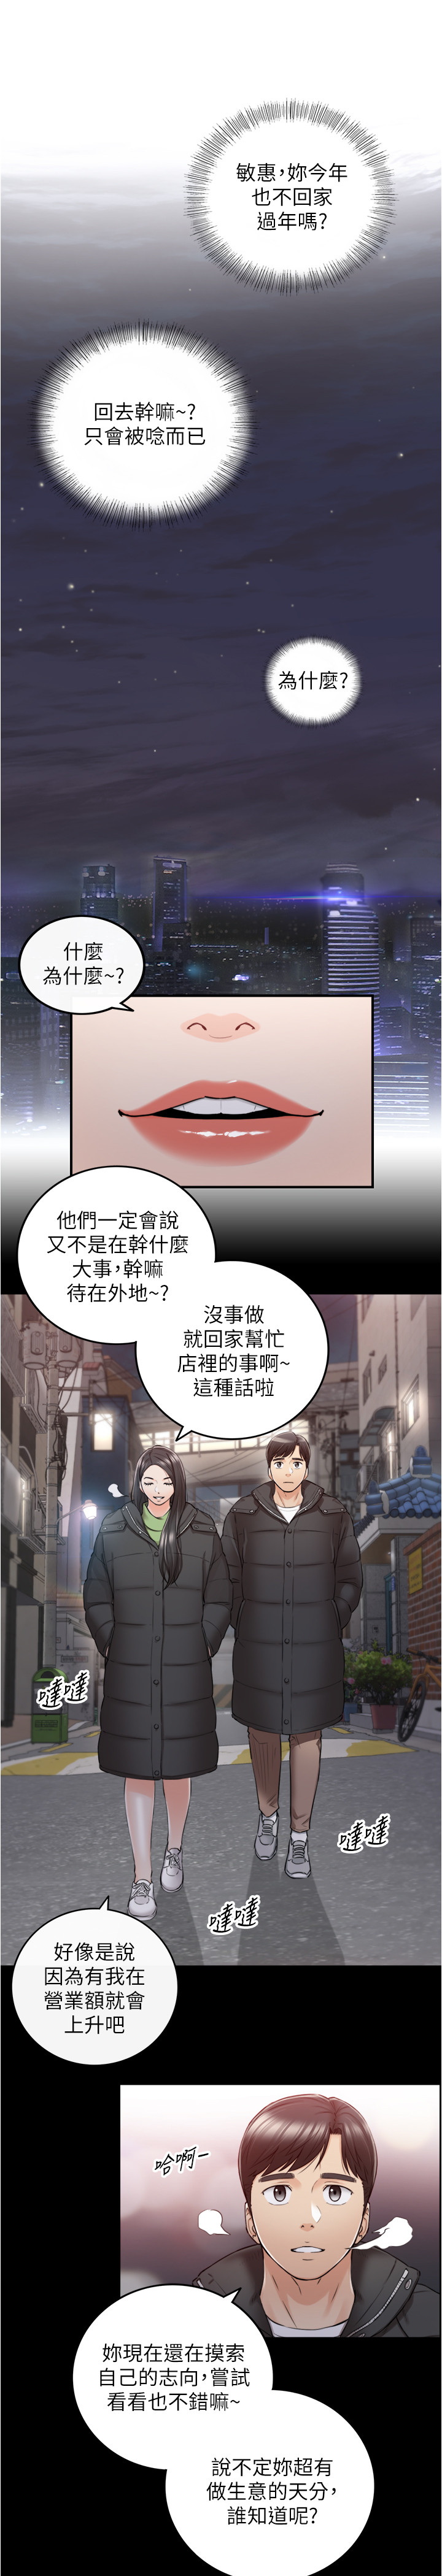 敏惠,妳今年
也不回家
過年嗎?
回去幹嘛~?
只會被唸而已
為什麼?
什麼
為什麼~?
他們一定會說
又不是在幹什麼
大事,幹嘛
待在外地~?
沒事做
就回家幫忙
店裡的事啊~
這種話啦
噠噠
噠噠
噠噠
好像是說
因為有我在
營業額就會
上升吧
哈啊–
妳現在還在摸索
自己的志向,嘗試
看看也不錯嘛~
說不定妳超有
做生意的天分,
誰知道呢?